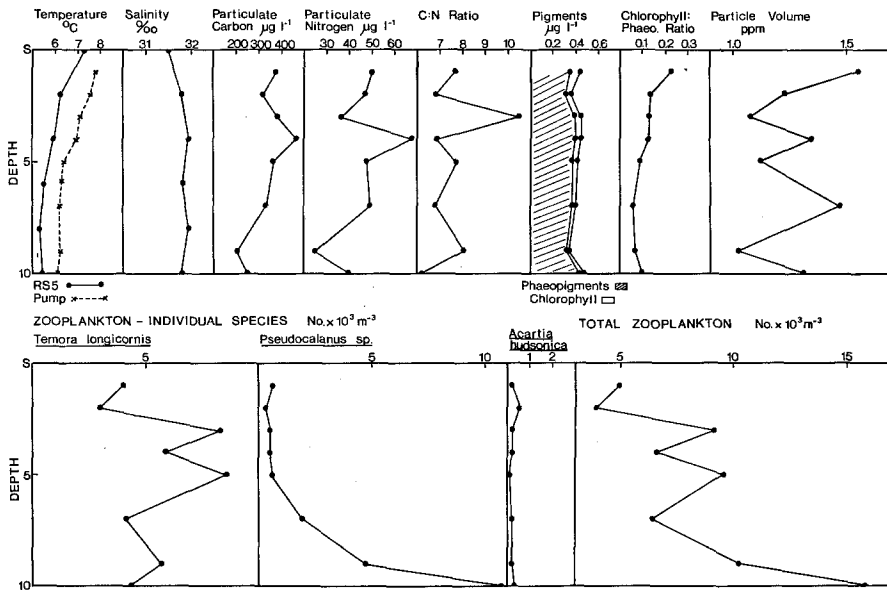 Temperature °C
6 7 8
Salinity ‰
31 32
Particulate Carbon µg l⁻¹
200 300 400
Particulate Nitrogen µg l⁻¹
30 40 50 60
C:N Ratio
7 8 9 10
Pigments µg l⁻¹
0.2 0.4 0.6
Chlorophyll: Phaeo. Ratio
0.1 0.2 0.3
Particle Volume ppm
1.0 1.5
S
DEPTH
5
10
RS5
Pump
Phaeopigments
Chlorophyll
ZOOPLANKTON - INDIVIDUAL SPECIES No. x 10³ m⁻³
TOTAL ZOOPLANKTON No. x 10³ m⁻³
Temora longicornis
5
Pseudocalanus sp.
5 10
Acartia hudsonica
1 2
5 10 15
S
DEPTH
5
10